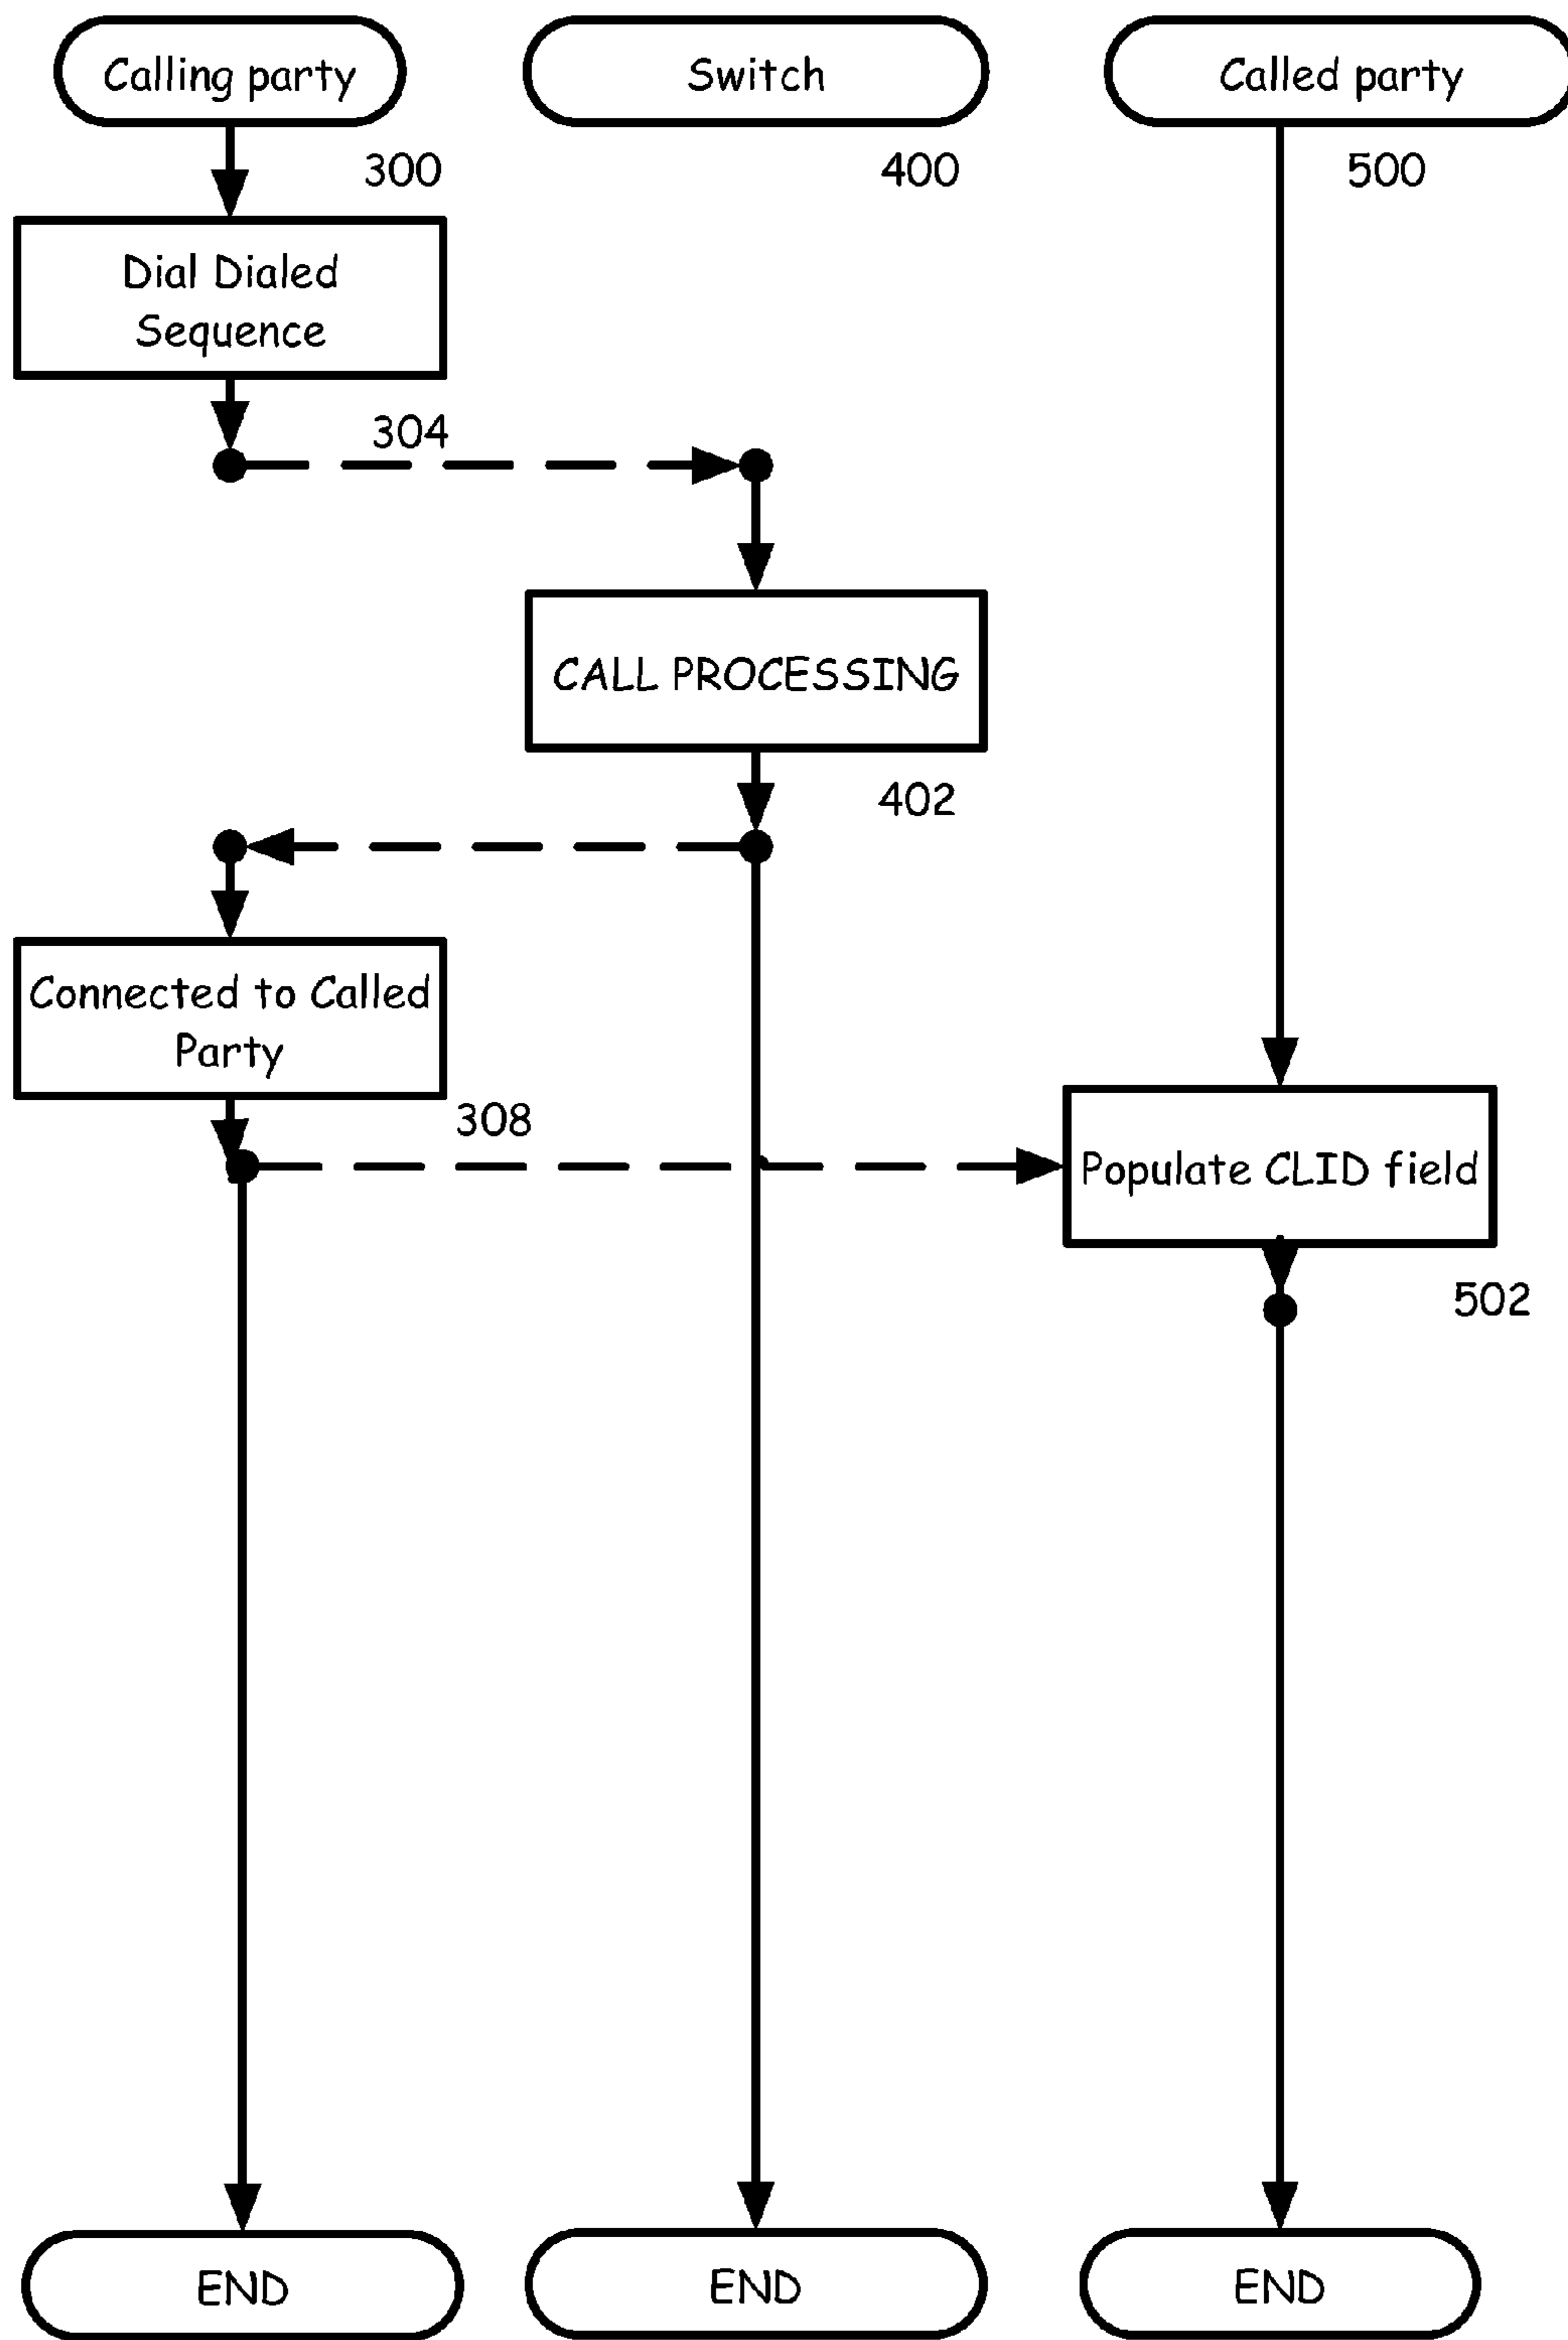 Calling party
Switch
Called party
300
400
500
Dial Dialed
Sequence
304
CALL PROCESSING
402
Connected to Called
Party
308
Populate CLID field
502
END
END
END